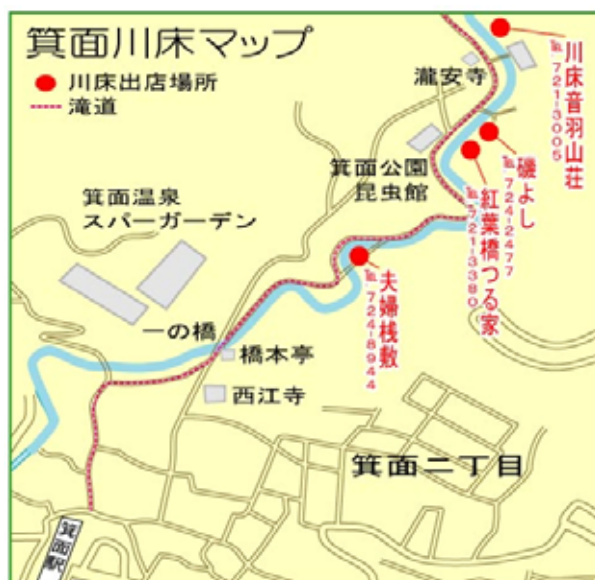 箕面川床マップ
川床出店場所
滝道
瀧安寺
川床音羽山荘
℡721-3005
磯よし
℡724-2477
紅葉橋つる家
℡721-3380
箕面公園
昆虫館
箕面温泉
スパーガーデン
夫婦桟敷
℡724-8944
一の橋
橋本亭
西江寺
箕面二丁目
箕面駅